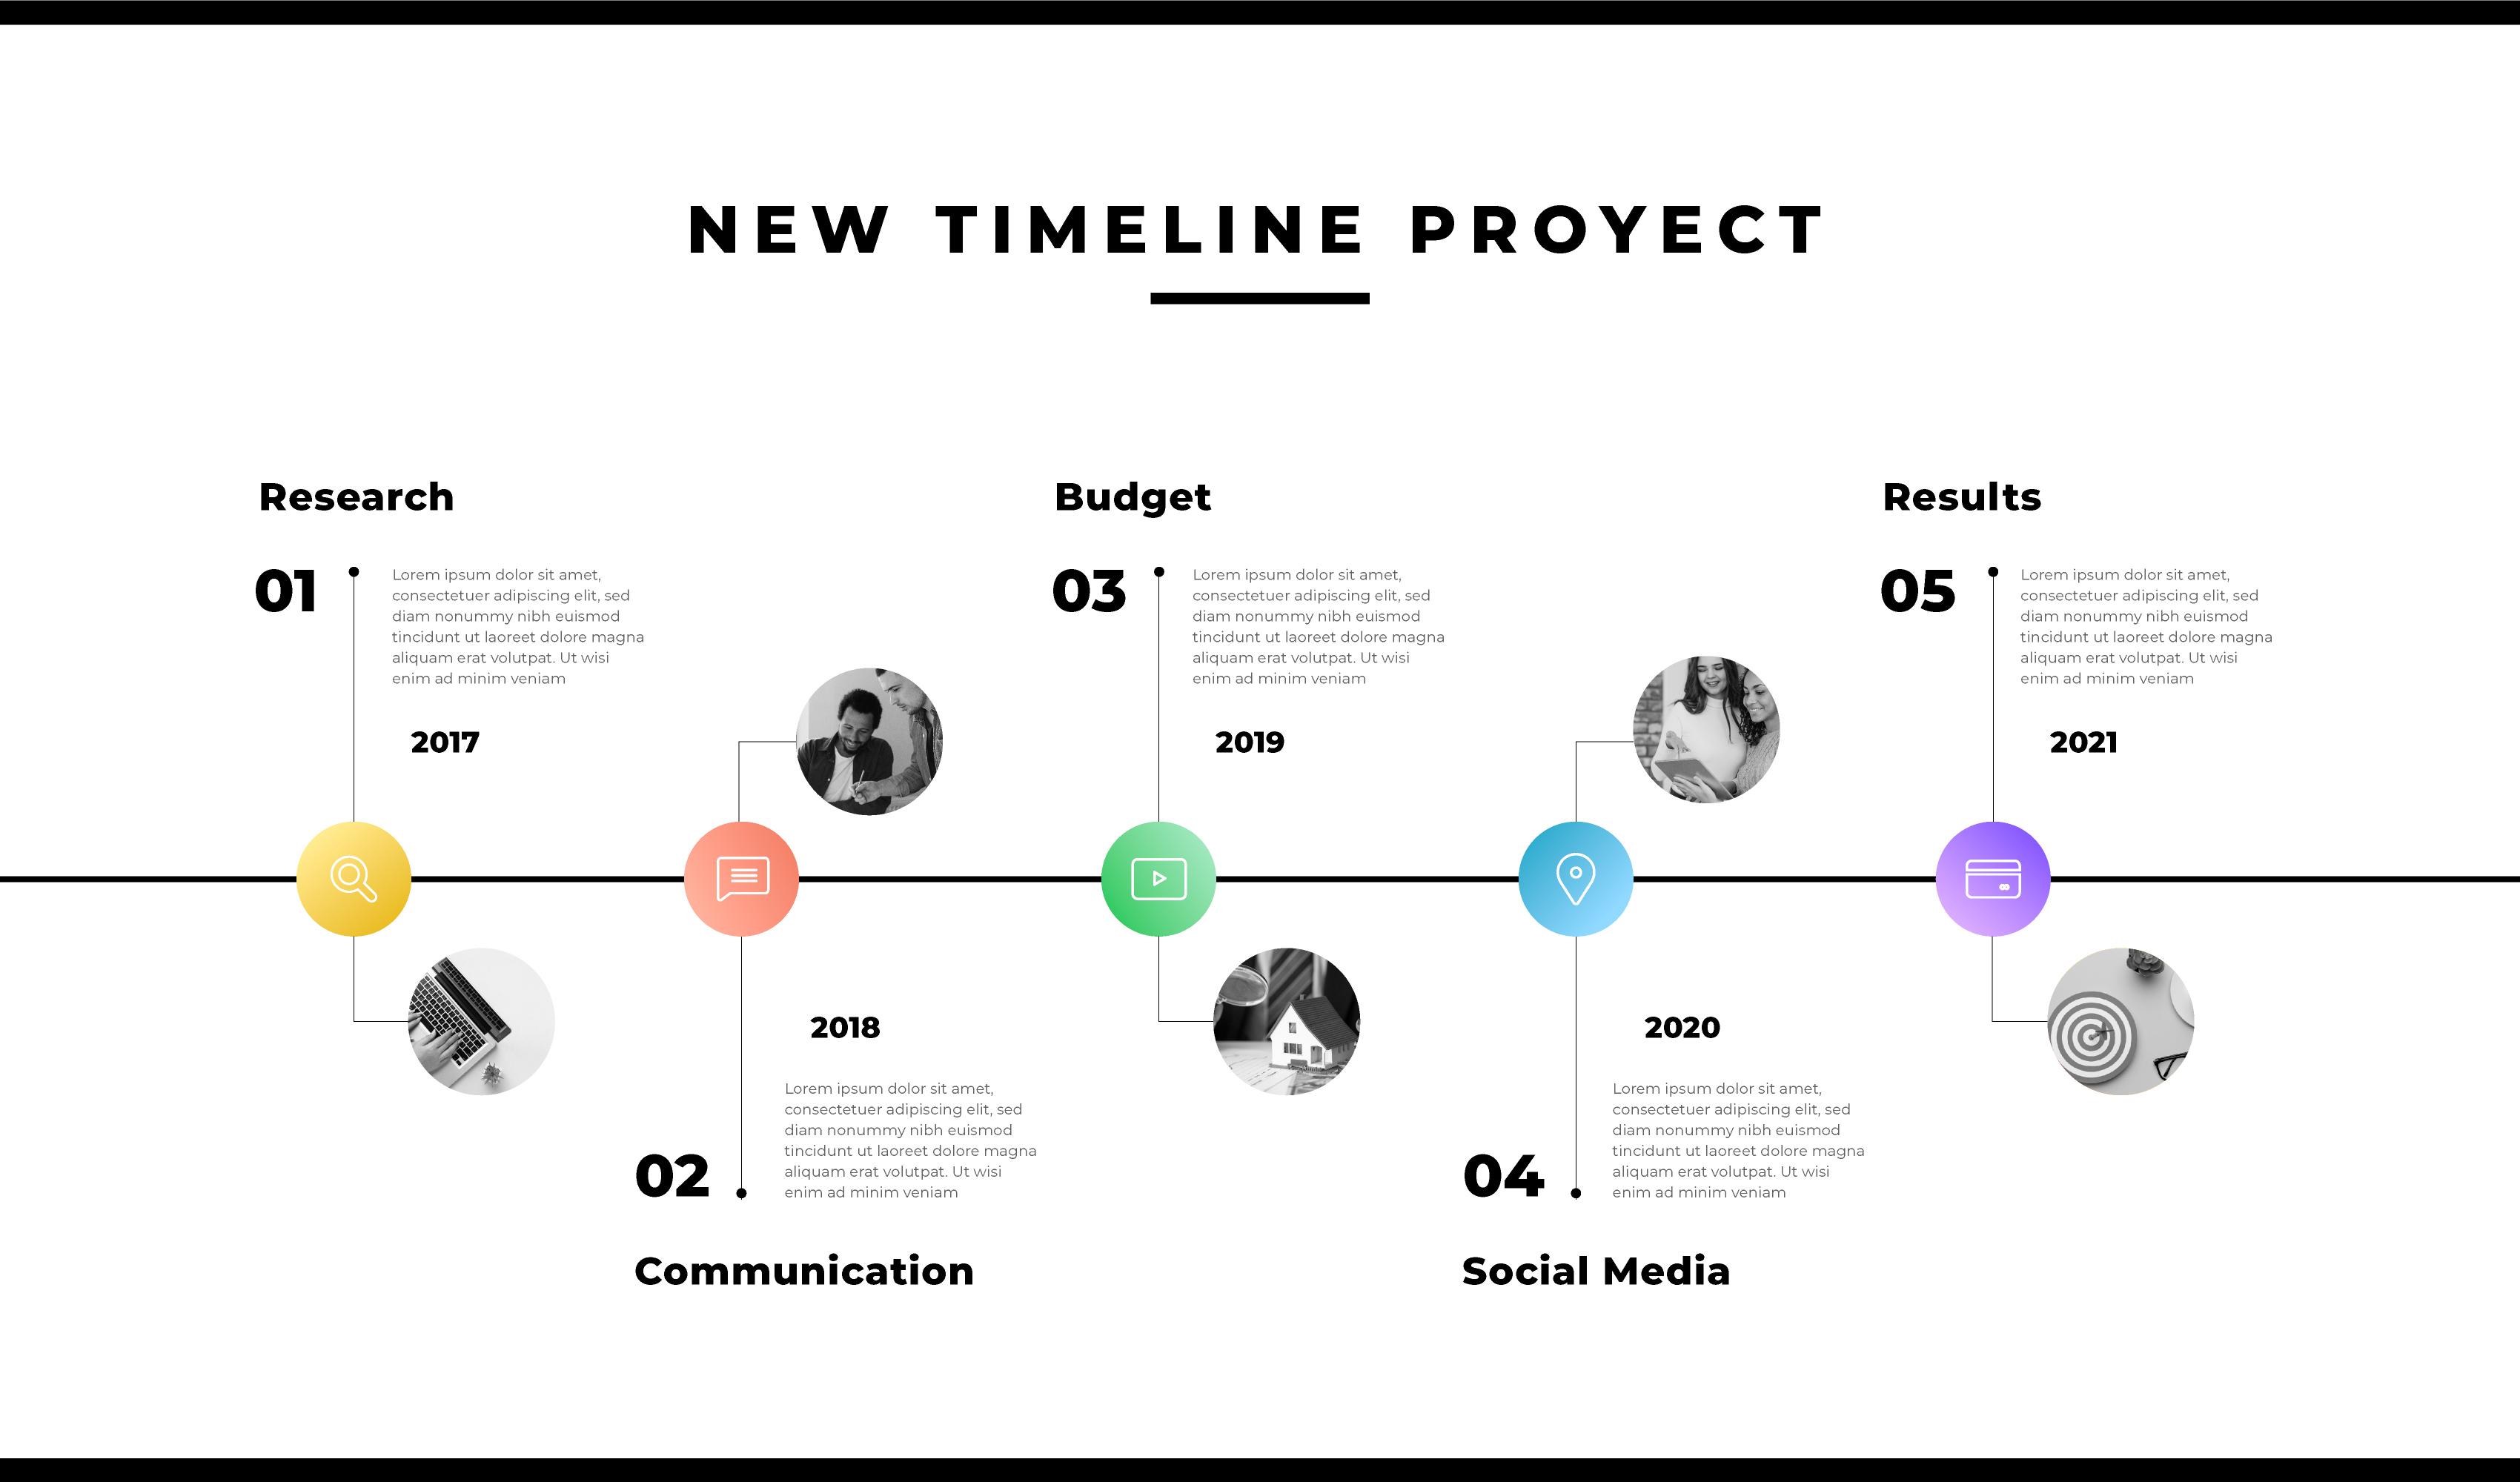 NEW TIMELINE PROYECT
Research
01
Lorem ipsum dolor sit amet,
consectetuer adipiscing elit, sed
diam nonummy nibh euismod
tincidunt ut laoreet dolore magna
aliquam erat volutpat. Ut wisi
enim ad minim veniam
2017
2018
Lorem ipsum dolor sit amet,
consectetuer adipiscing elit, sed
diam nonummy nibh euismod
tincidunt ut laoreet dolore magna
aliquam erat volutpat. Ut wisi
enim ad minim veniam
02
Communication
Budget
03
Lorem ipsum dolor sit amet,
consectetuer adipiscing elit, sed
diam nonummy nibh euismod
tincidunt ut laoreet dolore magna
aliquam erat volutpat. Ut wisi
enim ad minim veniam
2019
2020
Lorem ipsum dolor sit amet,
consectetuer adipiscing elit, sed
diam nonummy nibh euismod
tincidunt ut laoreet dolore magna
aliquam erat volutpat. Ut wisi
enim ad minim veniam
04
Social Media
Results
05
Lorem ipsum dolor sit amet,
consectetuer adipiscing elit, sed
diam nonummy nibh euismod
tincidunt ut laoreet dolore magna
aliquam erat volutpat. Ut wisi
enim ad minim veniam
2021